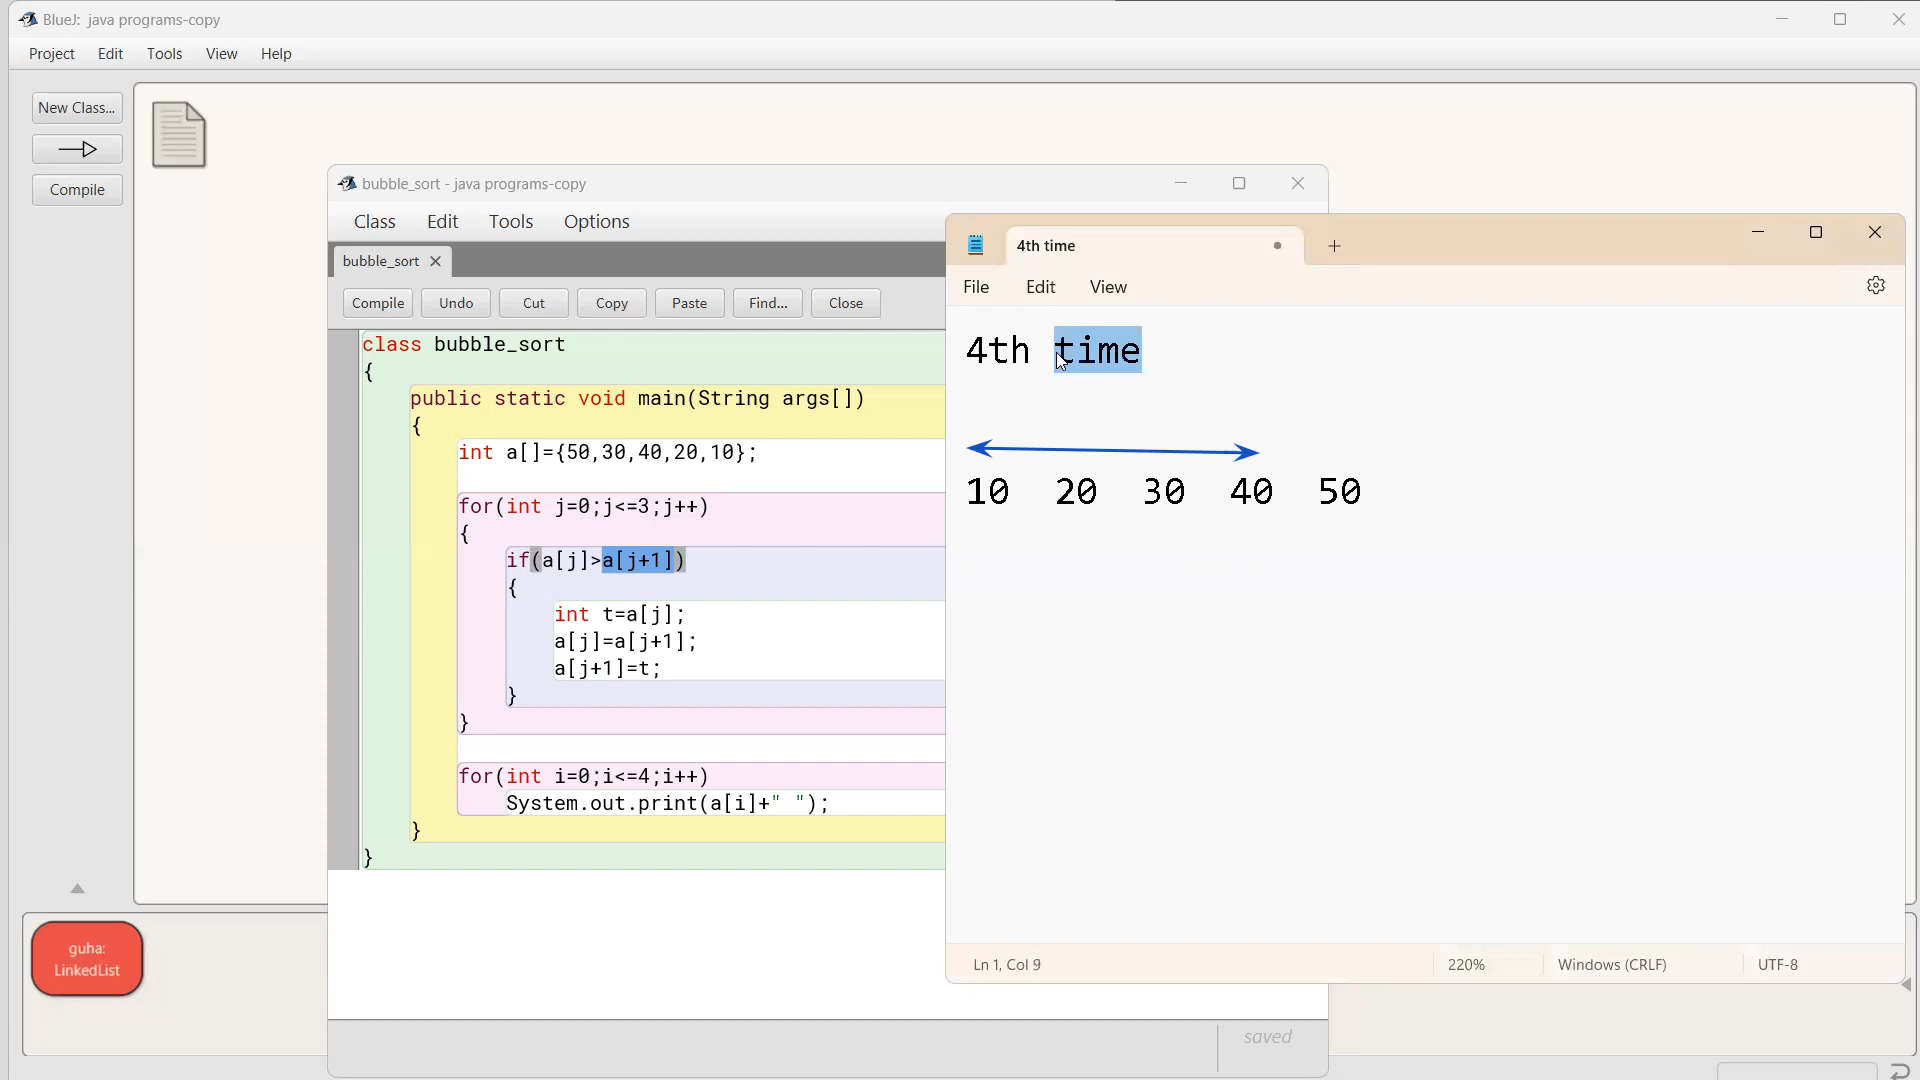 BlueJ: java programs-copy
Project Edit Tools View Help
New Class...
Compile
bubble_sort - java programs-copy
Class Edit Tools Options
bubble_sort
Compile Undo Cut Copy Paste Find... Close
class bubble_sort
{
public static void main(String args[])
{
int a[]={50,30,40,20,10};
for(int j=0;j<=3;j++)
{
if(a[j]>a[j+1])
{
int t=a[j];
a[j]=a[j+1];
a[j+1]=t;
}
}
for(int i=0;i<=4;i++)
System.out.print(a[i]+" ");
}
}
saved
4th time
File Edit View
4th time
10 20 30 40 50
Ln 1, Col 9 220% Windows (CRLF) UTF-8
guha:
LinkedList